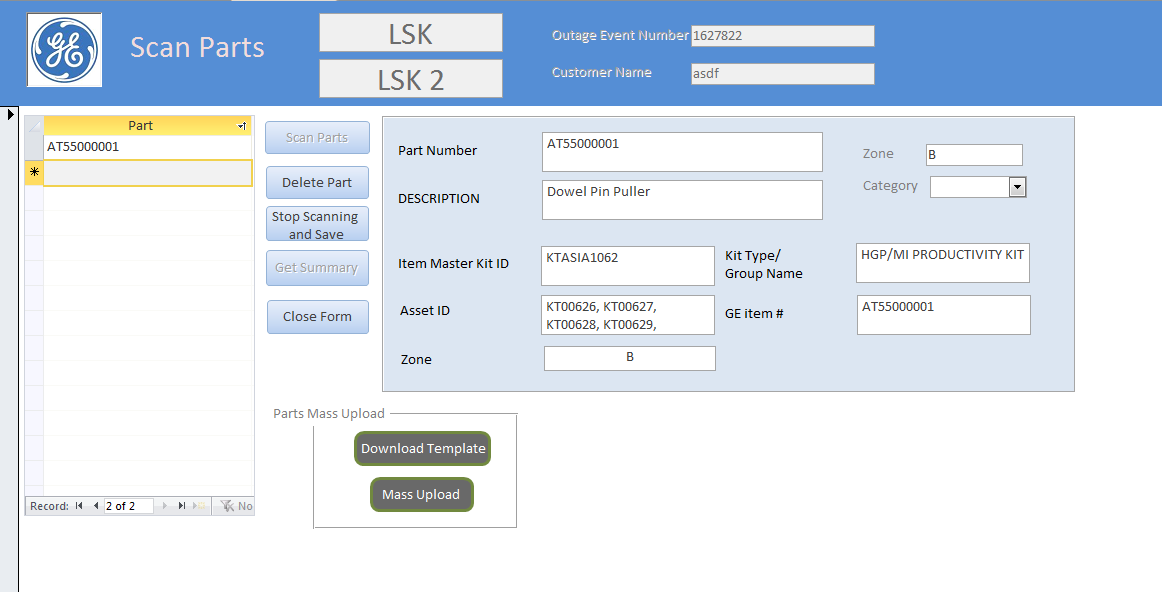 GE
Scan Parts
LSK
LSK 2
Outage Event Number 1627822
Customer Name asdf
Part
AT55000001
*
Scan Parts
Delete Part
Stop Scanning
and Save
Get Summary
Close Form
Part Number AT55000001
DESCRIPTION Dowel Pin Puller
Zone B
Category
Item Master Kit ID KTASIA1062
Kit Type/
Group Name
HGP/MI PRODUCTIVITY KIT
Asset ID
KT00626, KT00627,
KT00628, KT00629,
GE item # AT55000001
Zone B
Parts Mass Upload
Download Template
Mass Upload
Record: 2 of 2 No